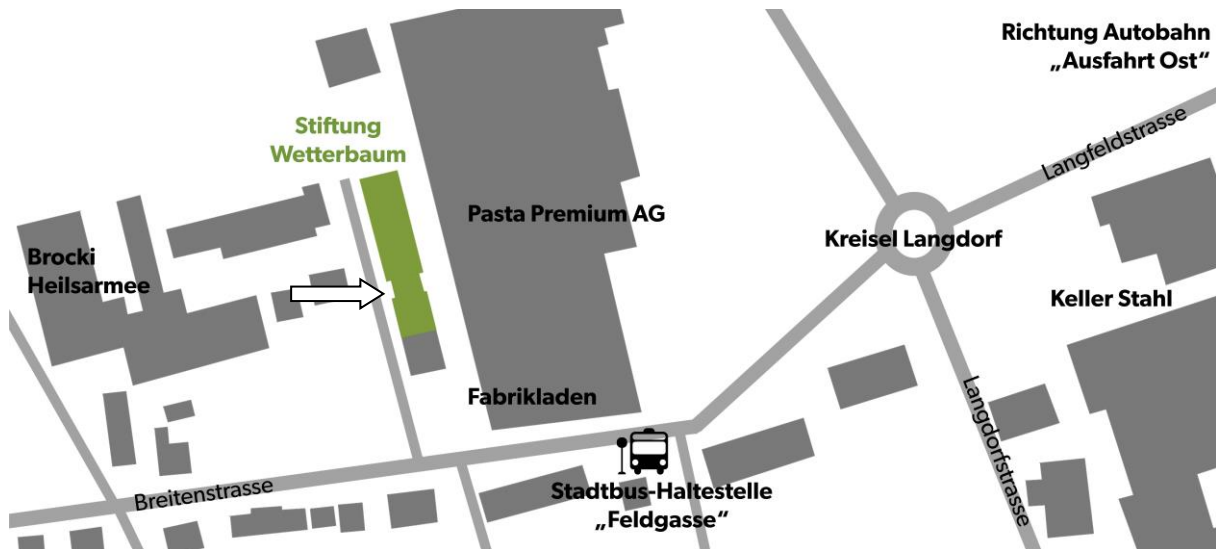 Richtung Autobahn
„Ausfahrt Ost“
Stiftung
Wetterbaum
Langfeldstrasse
Pasta Premium AG
Kreisel Langdorf
Brocki
Heilsarmee
Keller Stahl
Fabrikladen
Langdorfstrasse
Breitenstrasse
Stadtbus-Haltestelle
„Feldgasse“